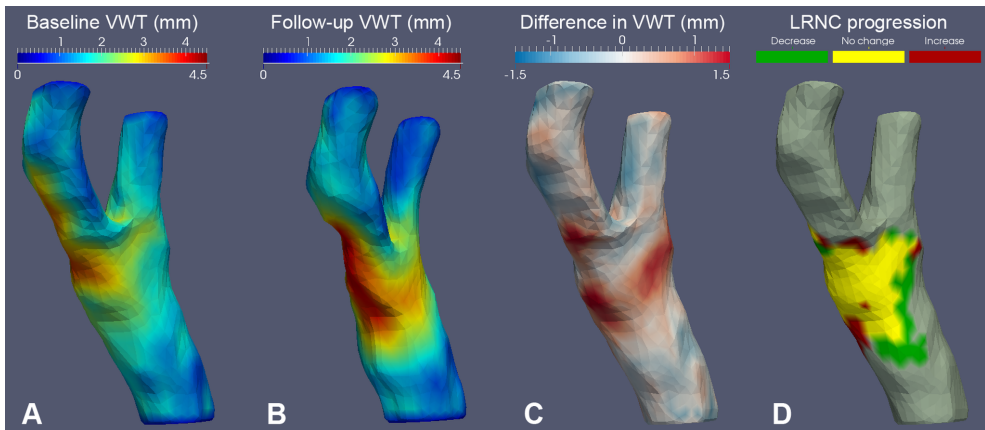 Baseline VWT (mm)
1 2 3 4
0 4.5
A
Follow-up VWT (mm)
1 2 3 4
0 4.5
B
Difference in VWT (mm)
-1 0 1
-1.5 1.5
C
LRNC progression
Decrease No change Increase
D